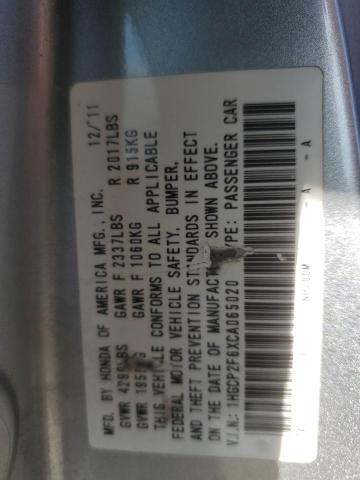 MFD. BY HONDA OF AMERICA MFG., INC. 12/11
GVWR LBS GAWR F 2337LBS R 2017LBS
GVWR GAWR F 1060KG R 915KG
THIS VEHICLE CONFORMS TO ALL APPLICABLE
FEDERAL MOTOR VEHICLE SAFETY, BUMPER,
AND THEFT PREVENTION STANDARDS IN EFFECT
ON THE DATE OF MANUFACTURE SHOWN ABOVE.
V.I.N.: 1HGCP2F6XCA065020 TYPE: PASSENGER CAR
A - A